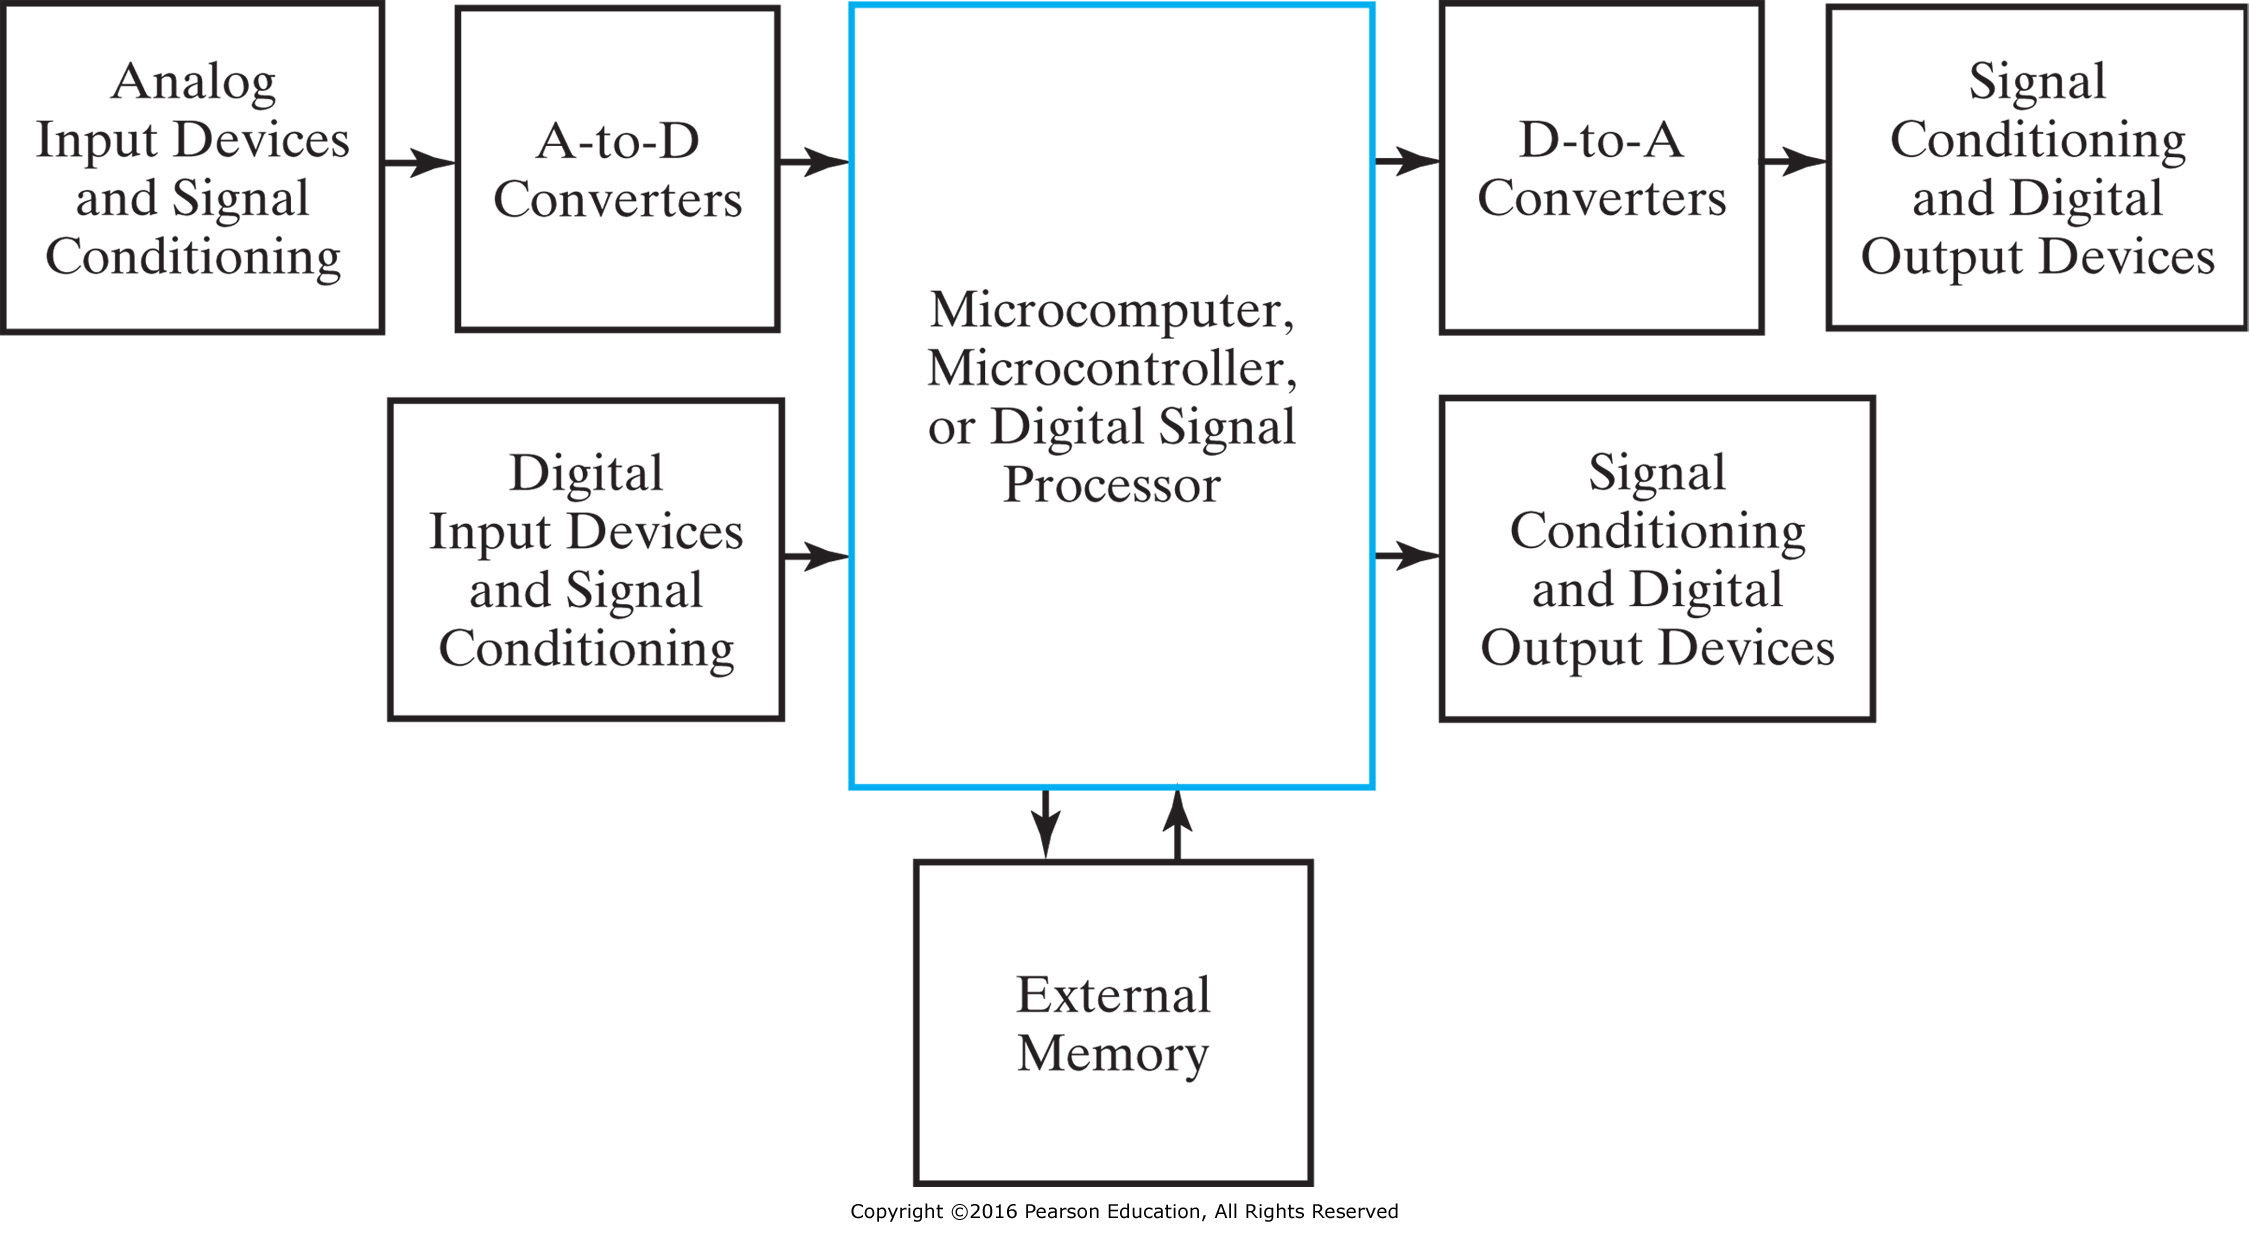 Analog
Input Devices
and Signal
Conditioning
A-to-D
Converters
Microcomputer,
Microcontroller,
or Digital Signal
Processor
D-to-A
Converters
Signal
Conditioning
and Digital
Output Devices
Digital
Input Devices
and Signal
Conditioning
Signal
Conditioning
and Digital
Output Devices
External
Memory
Copyright ©2016 Pearson Education, All Rights Reserved